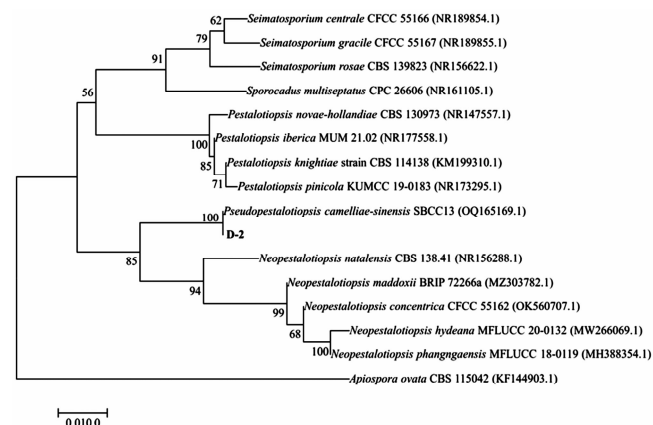 62
Seimatosporium centrale CFCC 55166 (NR189854.1)
79
Seimatosporium gracile CFCC 55167 (NR189855.1)
91
Seimatosporium rosae CBS 139823 (NR156622.1)
56
Sporocadus multiseptatus CPC 26606 (NR161105.1)
Pestalotiopsis novae-hollandiae CBS 130973 (NR147557.1)
100
Pestalotiopsis iberica MUM 21.02 (NR177558.1)
85
Pestalotiopsis knightiae strain CBS 114138 (KM199310.1)
71
Pestalotiopsis pinicola KUMCC 19-0183 (NR173295.1)
100
Pseudopestalotiopsis camelliae-sinensis SBCC13 (OQ165169.1)
D-2
85
Neopestalotiopsis natalensis CBS 138.41 (NR156288.1)
94
Neopestalotiopsis maddoxii BRIP 72266a (MZ303782.1)
99
Neopestalotiopsis concentrica CFCC 55162 (OK560707.1)
68
Neopestalotiopsis hydeana MFLUCC 20-0132 (MW266069.1)
100
Neopestalotiopsis phangngaensis MFLUCC 18-0119 (MH388354.1)
Apiospora ovata CBS 115042 (KF144903.1)
0.010 0